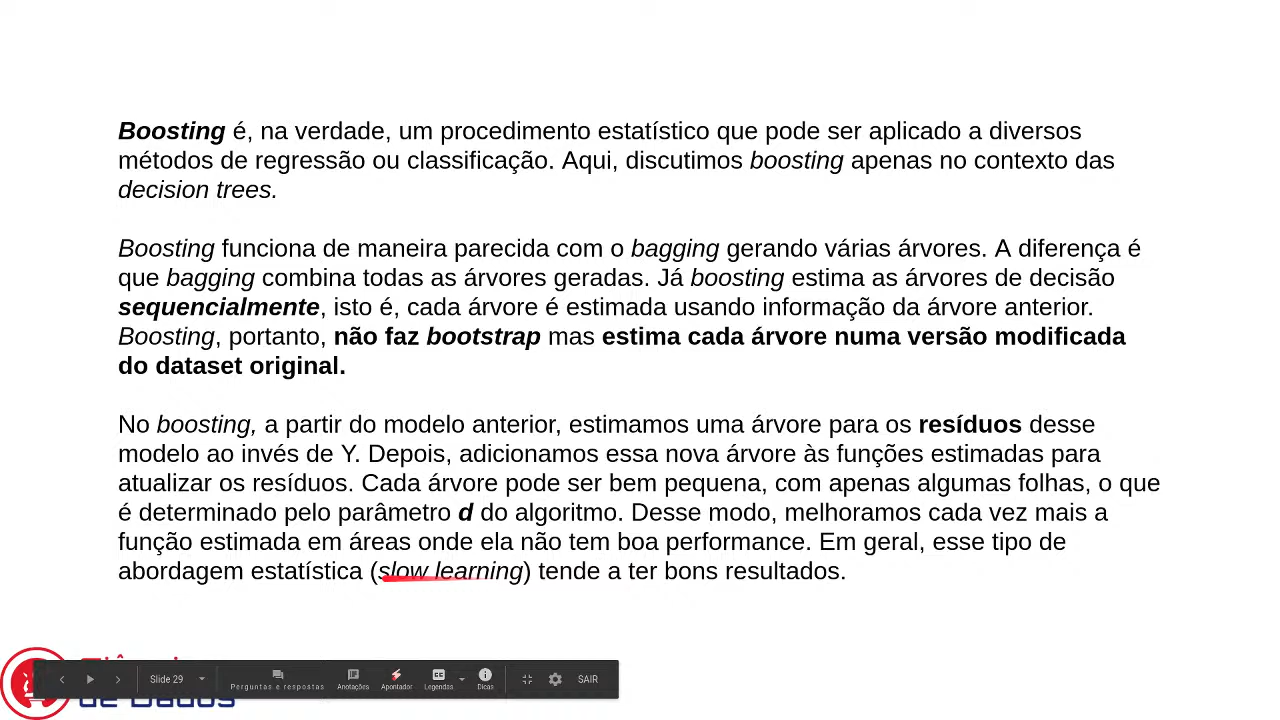 Boosting é, na verdade, um procedimento estatístico que pode ser aplicado a diversos
métodos de regressão ou classificação. Aqui, discutimos boosting apenas no contexto das
decision trees.
Boosting funciona de maneira parecida com o bagging gerando várias árvores. A diferença é
que bagging combina todas as árvores geradas. Já boosting estima as árvores de decisão
sequencialmente, isto é, cada árvore é estimada usando informação da árvore anterior.
Boosting, portanto, não faz bootstrap mas estima cada árvore numa versão modificada
do dataset original.
No boosting, a partir do modelo anterior, estimamos uma árvore para os resíduos desse
modelo ao invés de Y. Depois, adicionamos essa nova árvore às funções estimadas para
atualizar os resíduos. Cada árvore pode ser bem pequena, com apenas algumas folhas, o que
é determinado pelo parâmetro d do algoritmo. Desse modo, melhoramos cada vez mais a
função estimada em áreas onde ela não tem boa performance. Em geral, esse tipo de
abordagem estatística (slow learning) tende a ter bons resultados.
Slide 29 Perguntas e respostas Anotações Apontador Legendas Dicas SAIR
de Dados